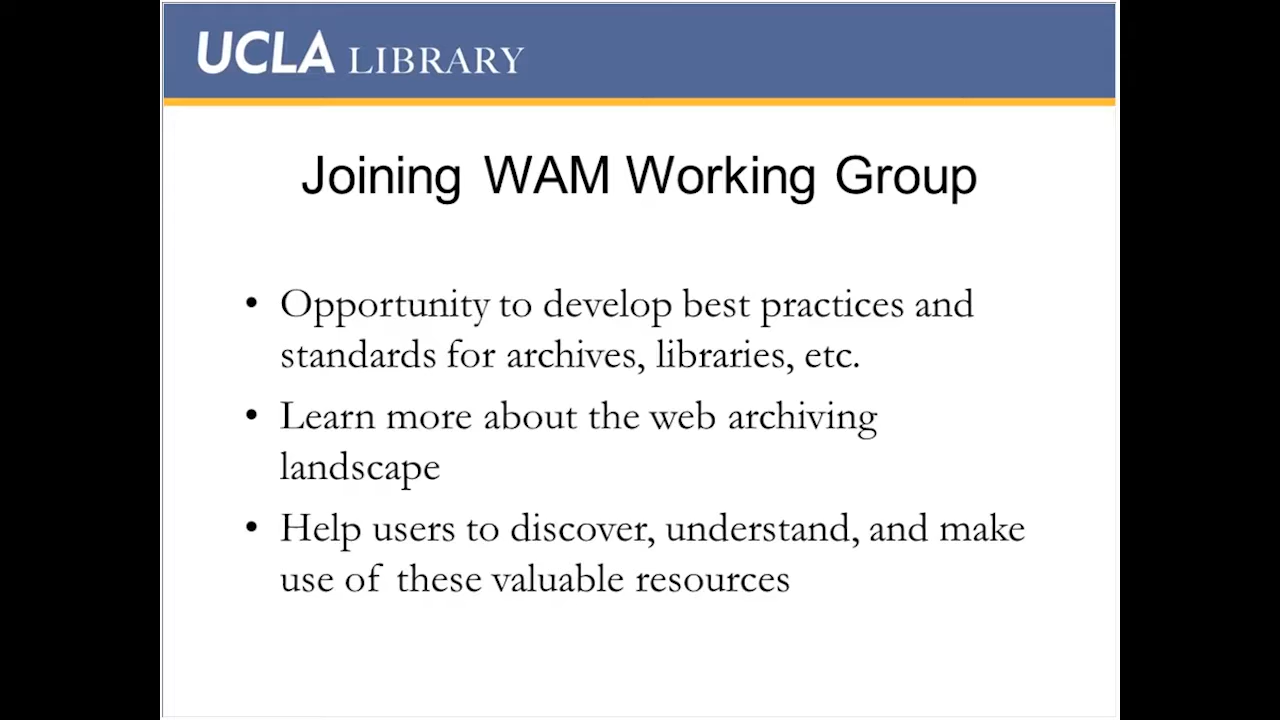 UCLA LIBRARY
Joining WAM Working Group
• Opportunity to develop best practices and
standards for archives, libraries, etc.
• Learn more about the web archiving
landscape
• Help users to discover, understand, and make
use of these valuable resources